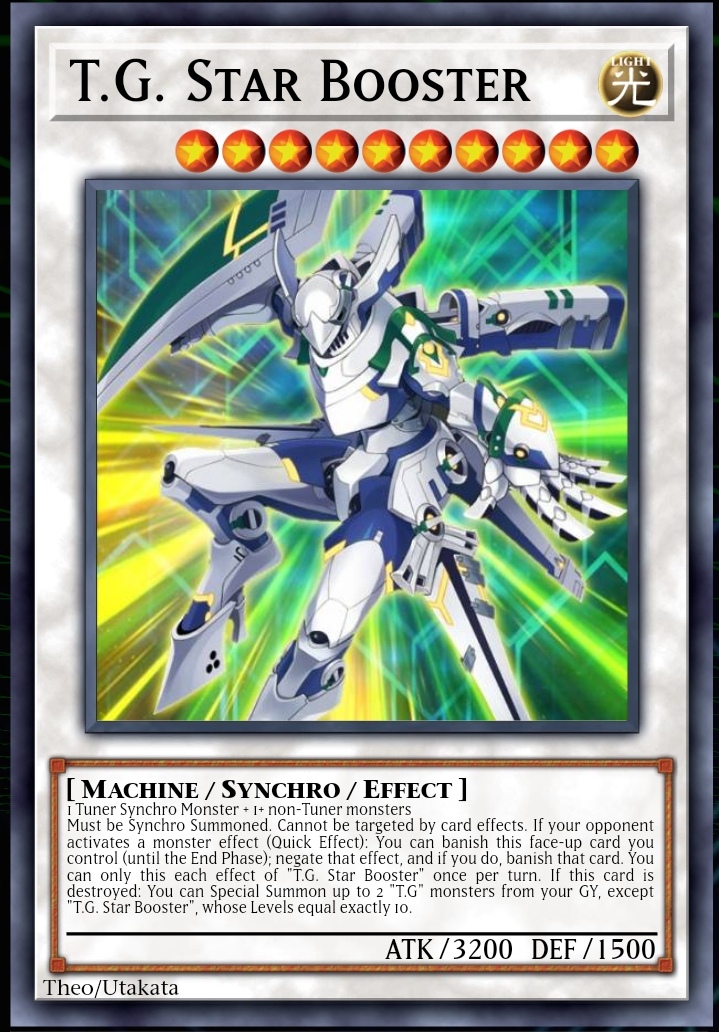 T.G. STAR BOOSTER
LIGHT
光
[ MACHINE / SYNCHRO / EFFECT ]
1 Tuner Synchro Monster + 1+ non-Tuner monsters
Must be Synchro Summoned. Cannot be targeted by card effects. If your opponent
activates a monster effect (Quick Effect): You can banish this face-up card you
control (until the End Phase); negate that effect, and if you do, banish that card. You
can only this each effect of "T.G. Star Booster" once per turn. If this card is
destroyed: You can Special Summon up to 2 "T.G" monsters from your GY, except
"T.G. Star Booster", whose Levels equal exactly 10.
ATK / 3200 DEF / 1500
Theo/Utakata